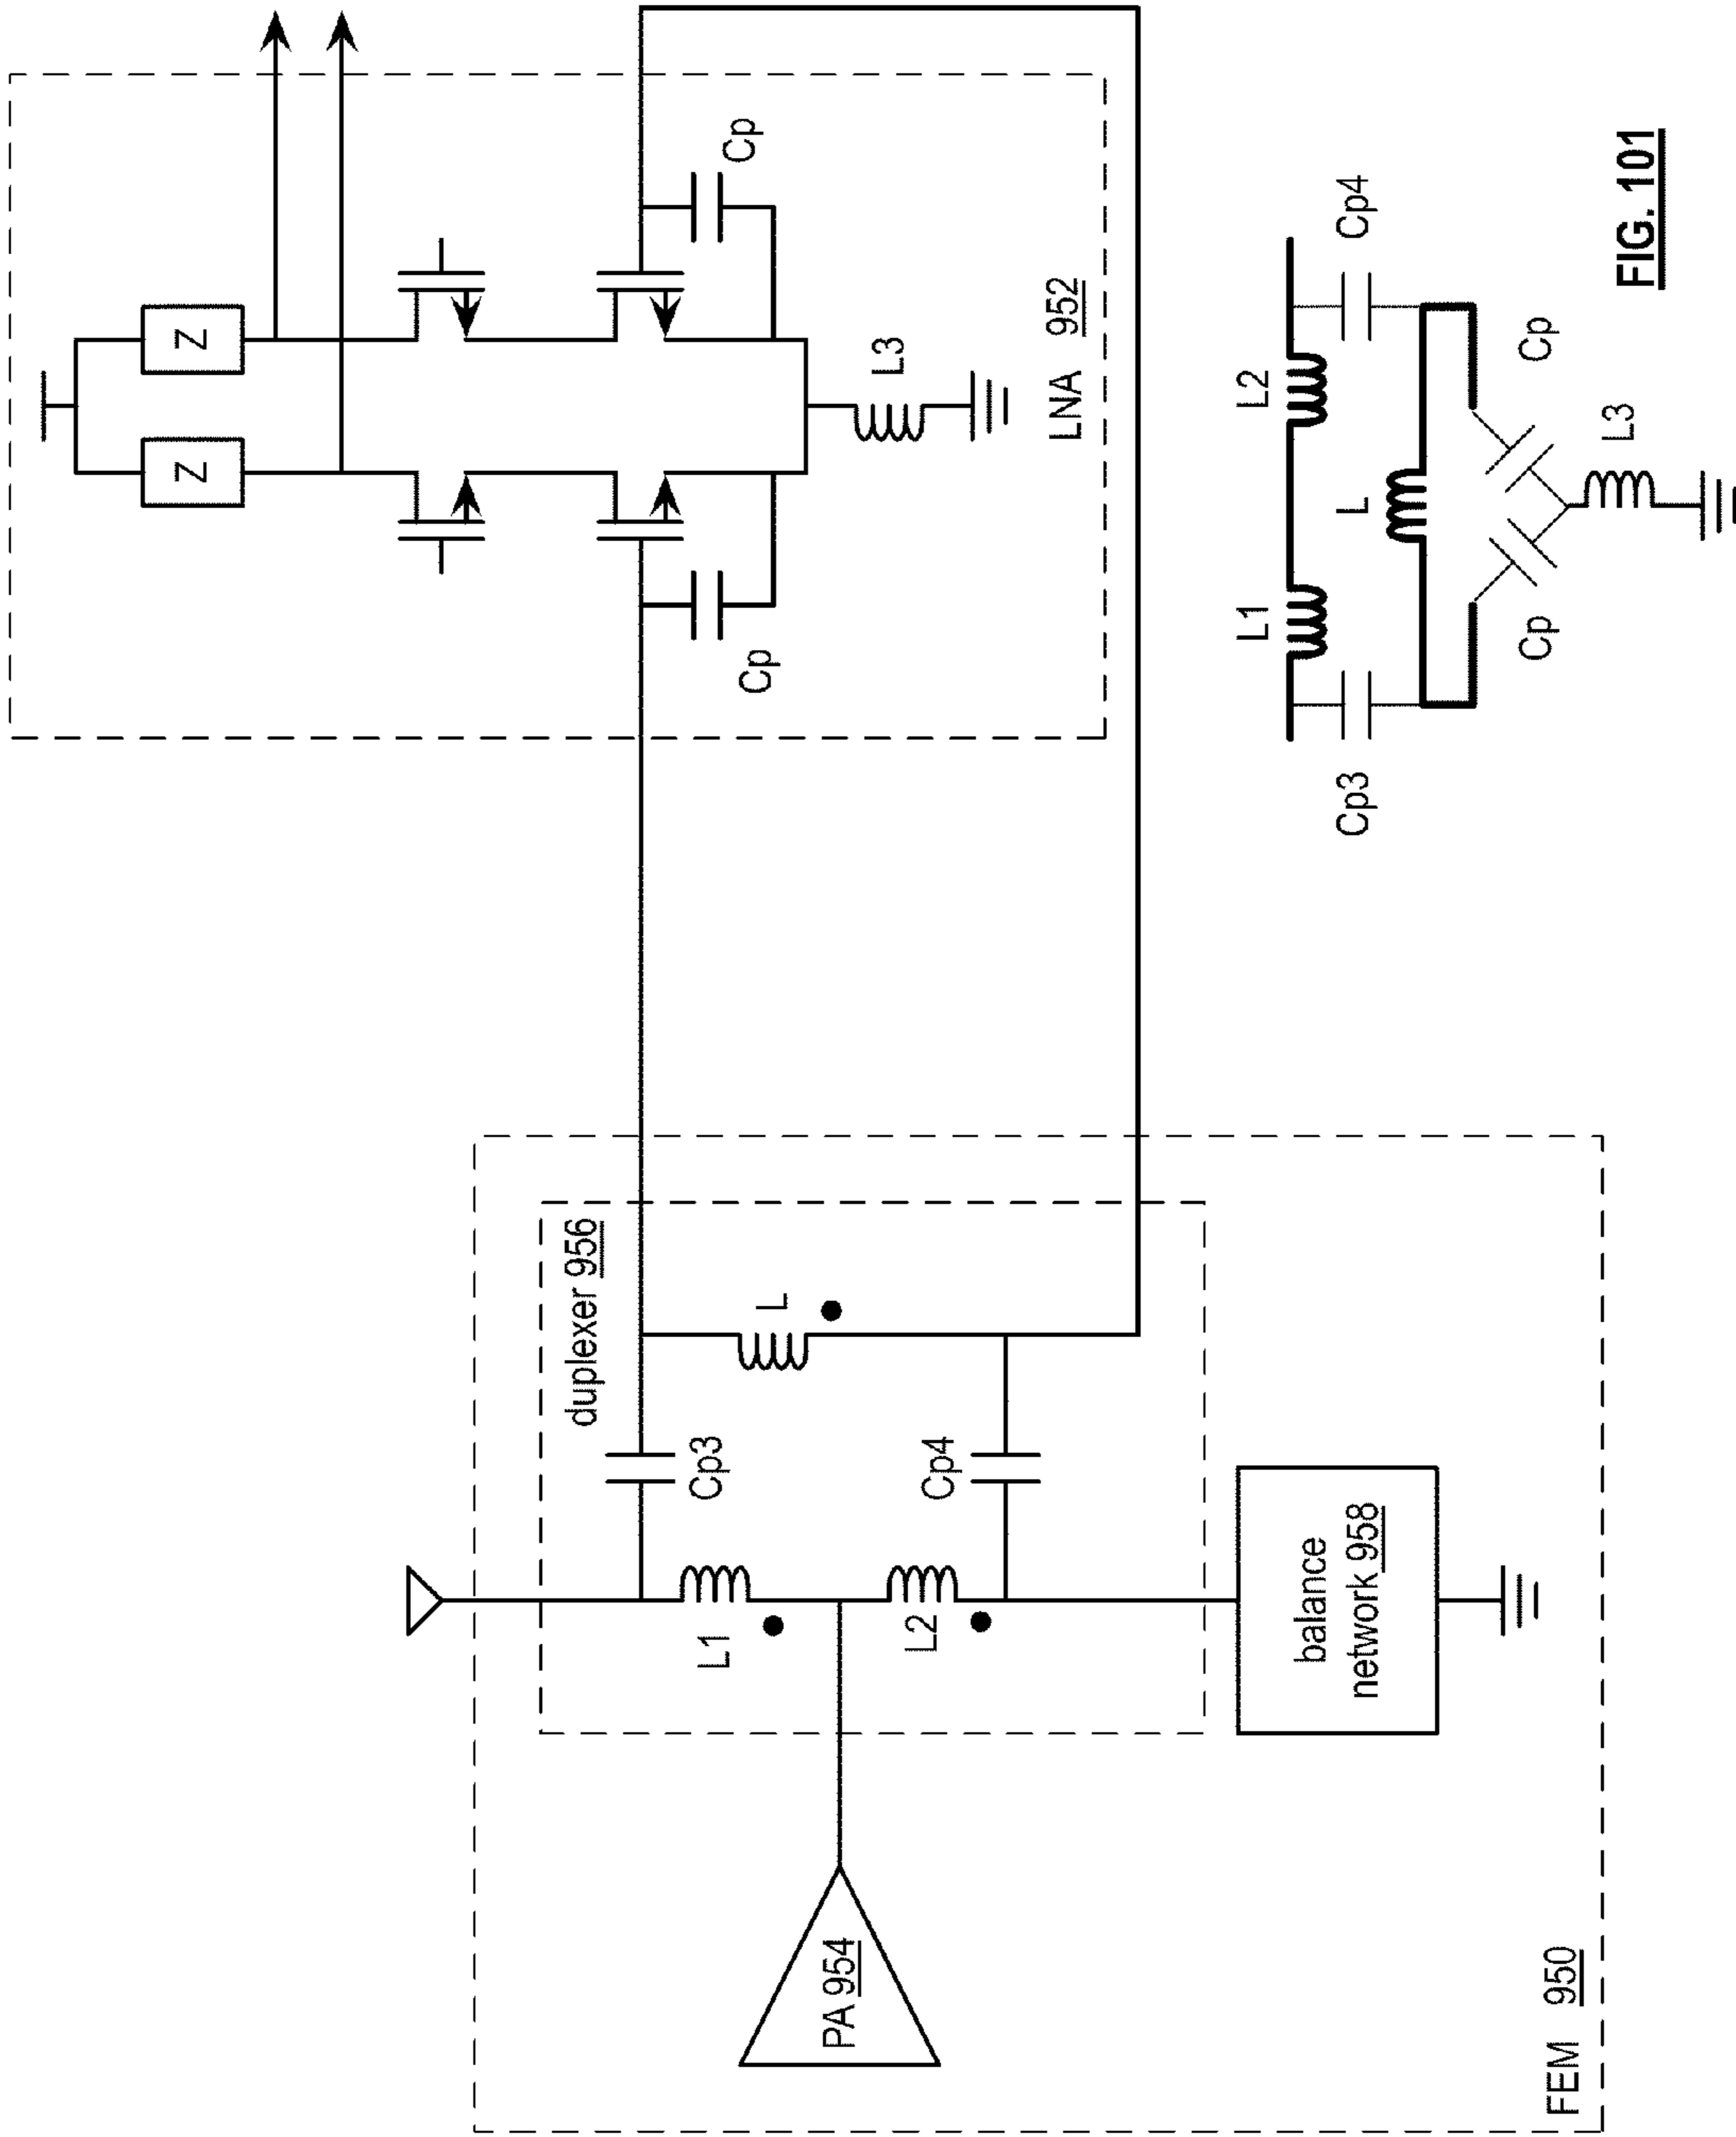 FEM 950
PA 954
duplexer 956
L1
L2
Cp3
Cp4
L
balance
network 958
LNA 952
Z
Z
Cp
Cp
L3
L1
L2
Cp3
Cp4
L
Cp
Cp
L3
FIG. 101